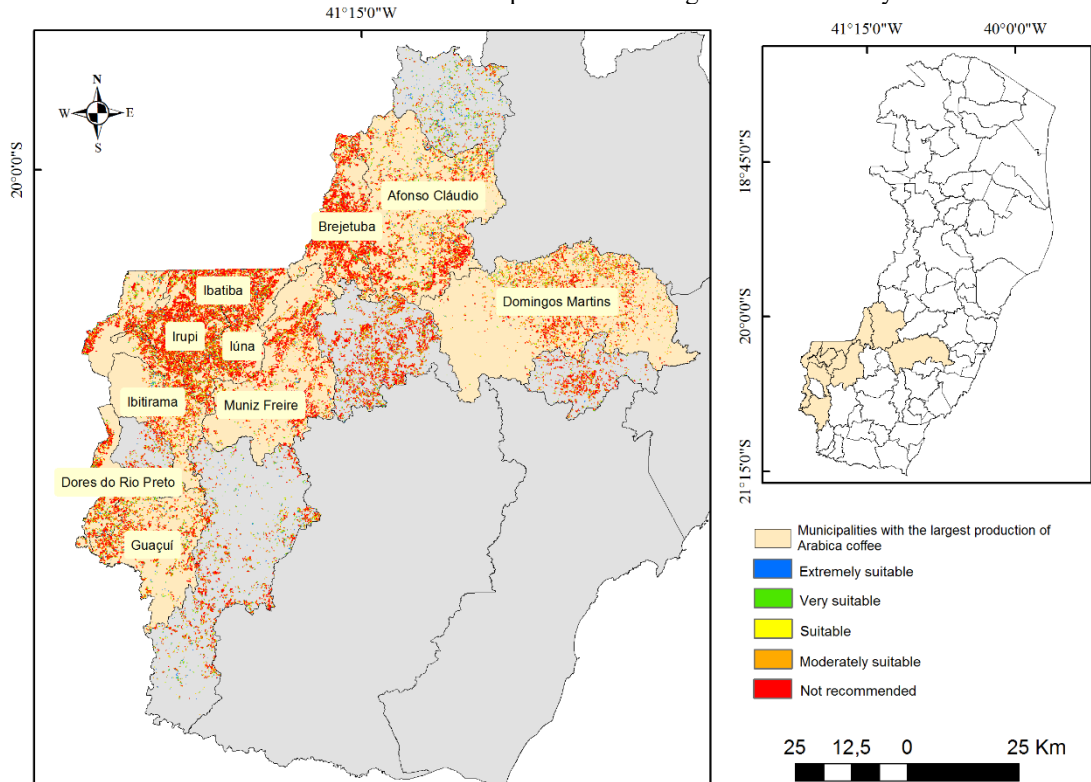 41°15'0"W
41°15'0"W 40°0'0"W
N
W E
S
20°0'0"S
18°45'0"S
20°0'0"S
21°15'0"S
Afonso Cláudio
Brejetuba
Ibatiba
Domingos Martins
Irupi
Iúna
Ibitirama
Muniz Freire
Dores do Rio Preto
Guaçuí
Municipalities with the largest production of
Arabica coffee
Extremely suitable
Very suitable
Suitable
Moderately suitable
Not recommended
25 12,5 0 25 Km